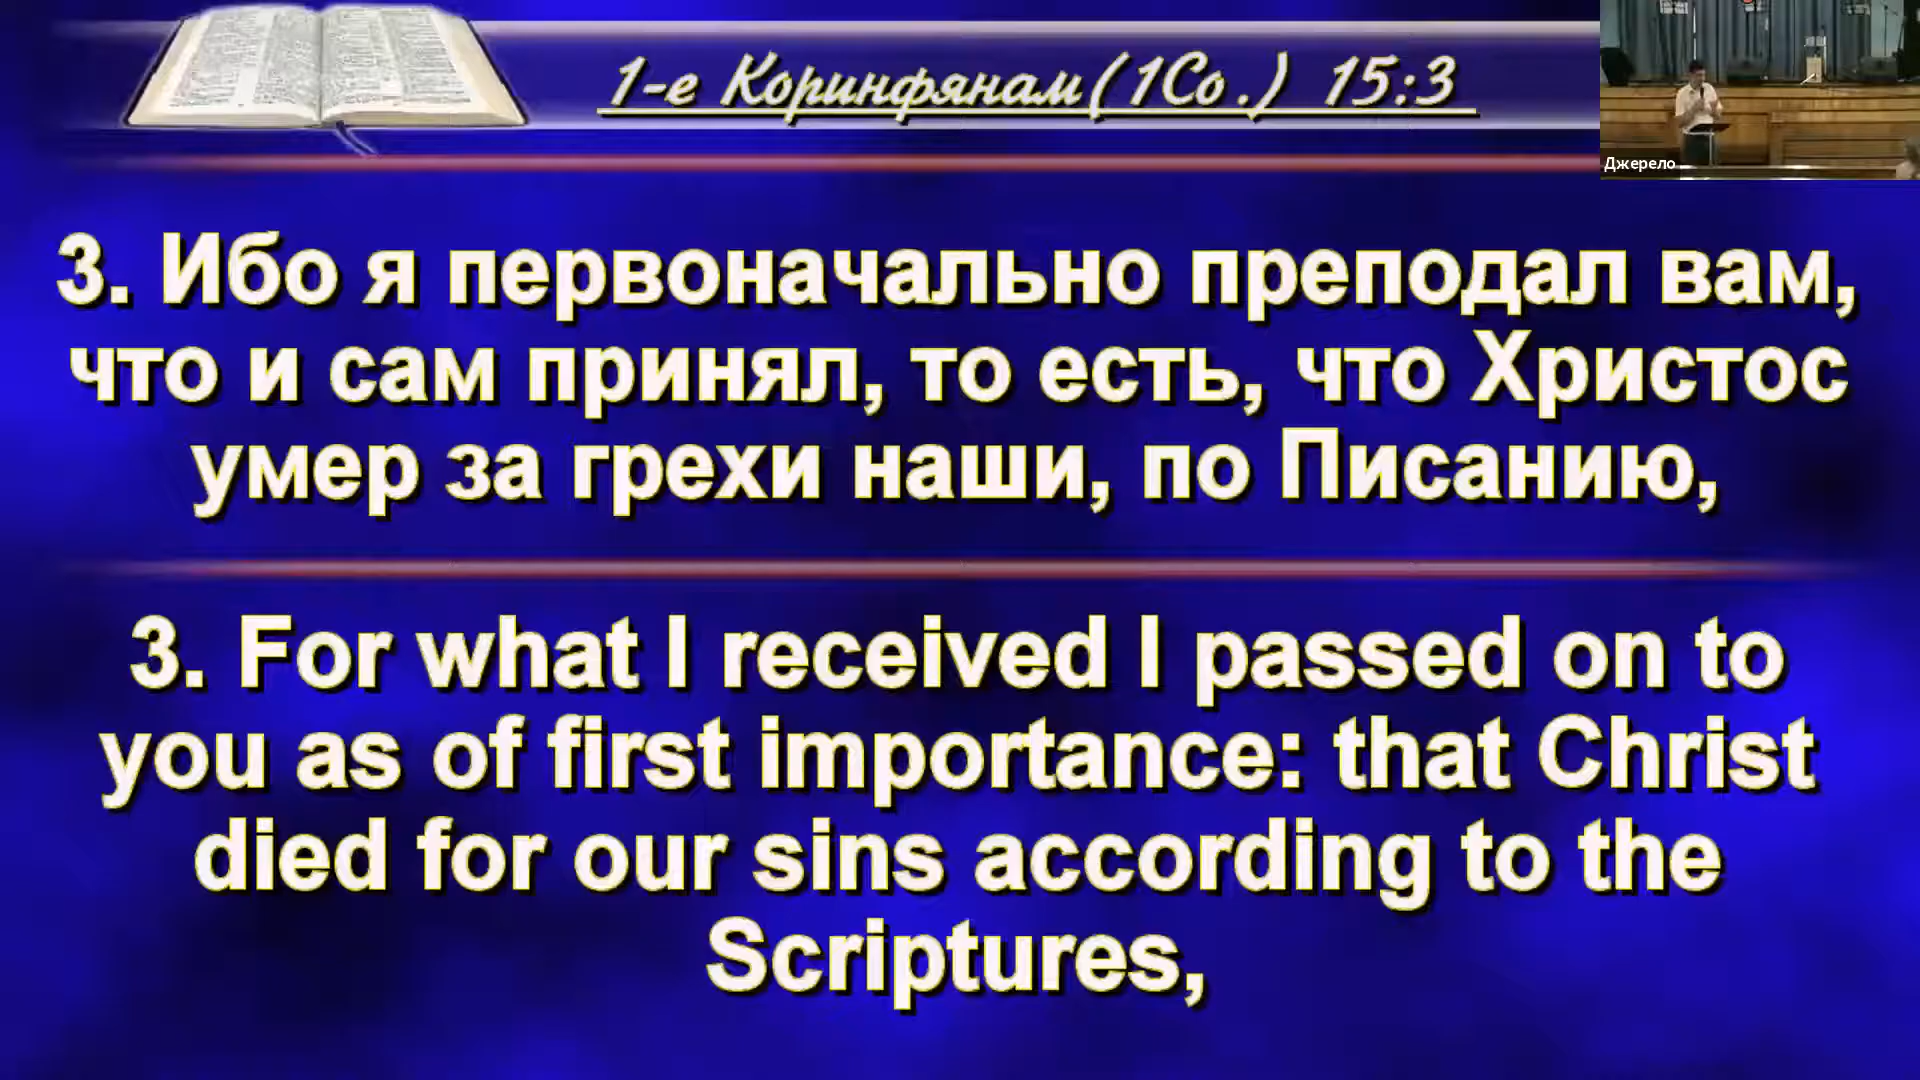 1-е Коринфянам(1Co.) 15:3
Джерело
3. Ибо я первоначально преподал вам,
что и сам принял, то есть, что Христос
умер за грехи наши, по Писанию,
3. For what I received I passed on to
you as of first importance: that Christ
died for our sins according to the
Scriptures,